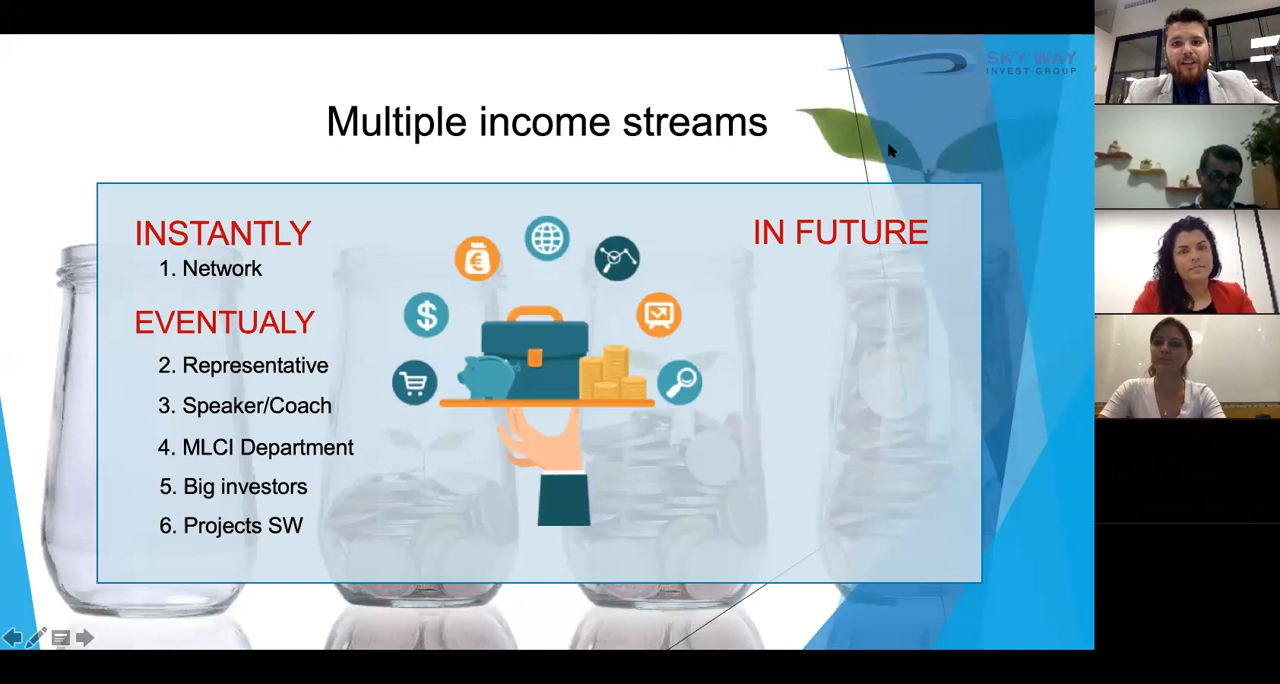 SKY WAY
INVEST GROUP
Multiple income streams
INSTANTLY
1. Network
EVENTUALY
2. Representative
3. Speaker/Coach
4. MLCI Department
5. Big investors
6. Projects SW
IN FUTURE
$
€